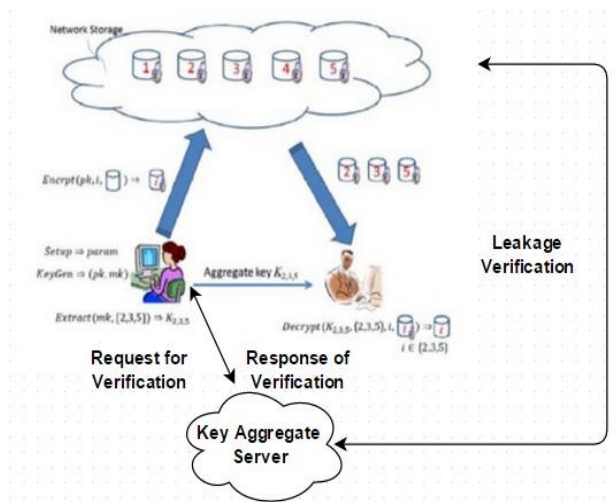 Network Storage
1 2 3 4 5
Encrpt(pk, i, ) ⇒ i
2 3 5
Leakage
Verification
Setup ⇒ param
KeyGen ⇒ (pk, mk)
Aggregate key K2,3,5
Extract(mk, {2,3,5}) ⇒ K2,3,5
Decrypt(K2,3,5, {2,3,5}, i, i) ⇒ i
i ∈ {2,3,5}
Request for
Verification
Response of
Verification
Key Aggregate
Server